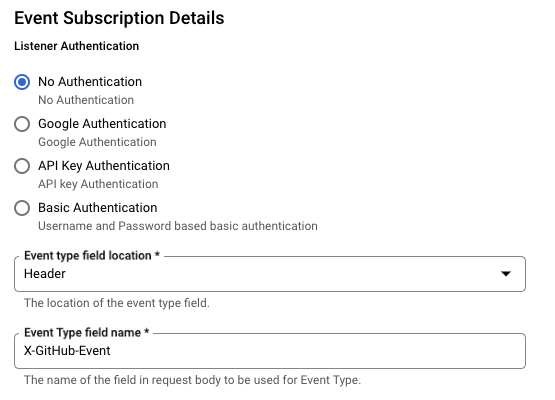 Event Subscription Details
Listener Authentication
No Authentication
No Authentication
Google Authentication
Google Authentication
API Key Authentication
API key Authentication
Basic Authentication
Username and Password based basic authentication
Event type field location *
Header
The location of the event type field.
Event Type field name *
X-GitHub-Event
The name of the field in request body to be used for Event Type.